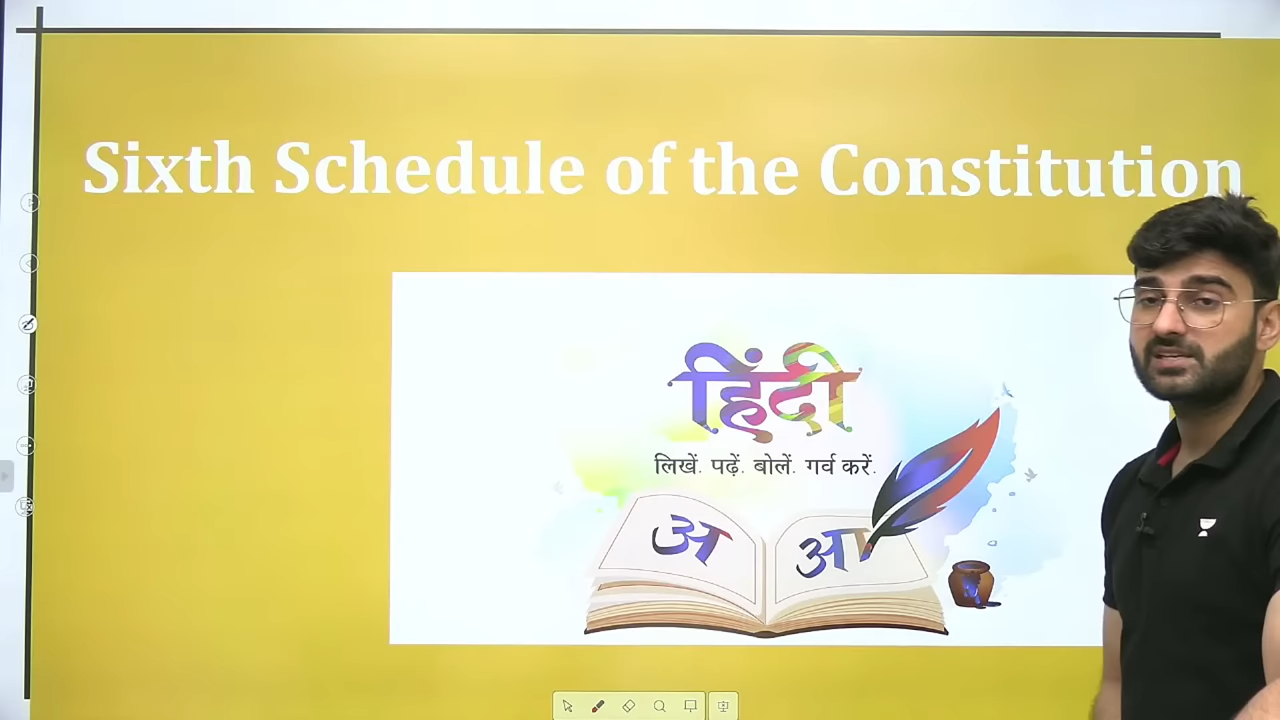 Sixth Schedule of the Constitution
हिंदी
लिखें. पढ़ें. बोलें. गर्व करें.
अ आ